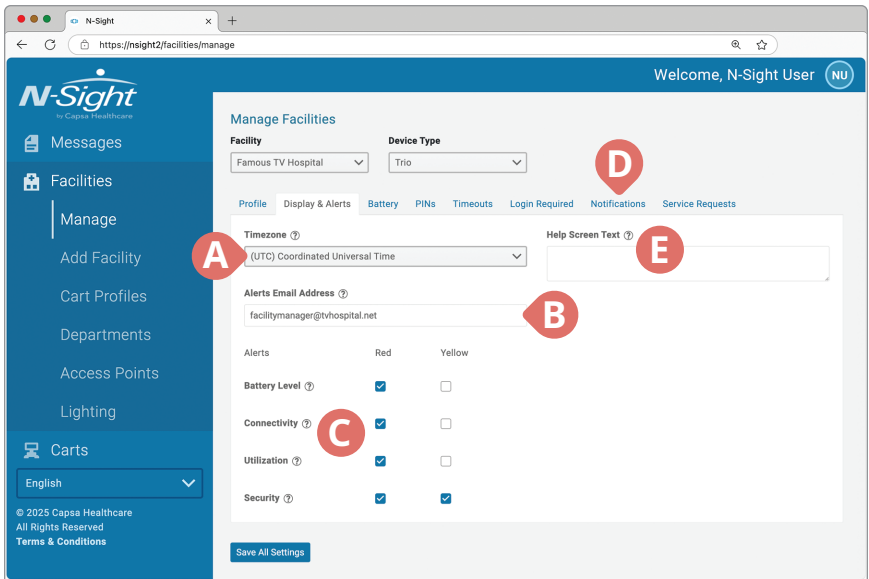 N-Sight
https://nsight2/facilities/manage
Welcome, N-Sight User
NU
N-Sight
by Capsa Healthcare
Messages
Facilities
Manage
Add Facility
Cart Profiles
Departments
Access Points
Lighting
Carts
English
© 2025 Capsa Healthcare
All Rights Reserved
Terms & Conditions
Manage Facilities
Facility
Device Type
Famous TV Hospital
Trio
D
Profile
Display & Alerts
Battery
PINs
Timeouts
Login Required
Notifications
Service Requests
Timezone ?
A
(UTC) Coordinated Universal Time
Help Screen Text ?
E
Alerts Email Address ?
facilitymanager@tvhospital.net
B
Alerts
Red
Yellow
Battery Level ?
Connectivity ?
C
Utilization ?
Security ?
Save All Settings